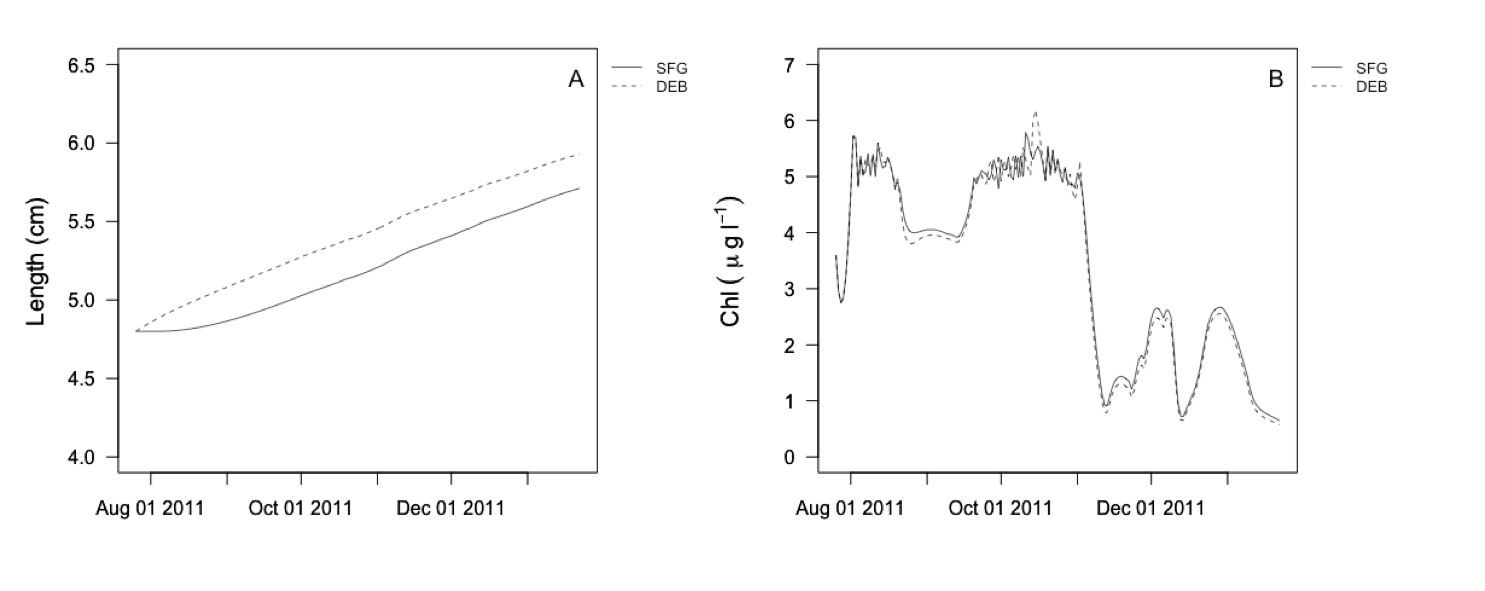 A
SFG
DEB
Length (cm)
6.5
6.0
5.5
5.0
4.5
4.0
Aug 01 2011 Oct 01 2011 Dec 01 2011
B
SFG
DEB
Chl ( μ g l⁻¹)
7
6
5
4
3
2
1
0
Aug 01 2011 Oct 01 2011 Dec 01 2011